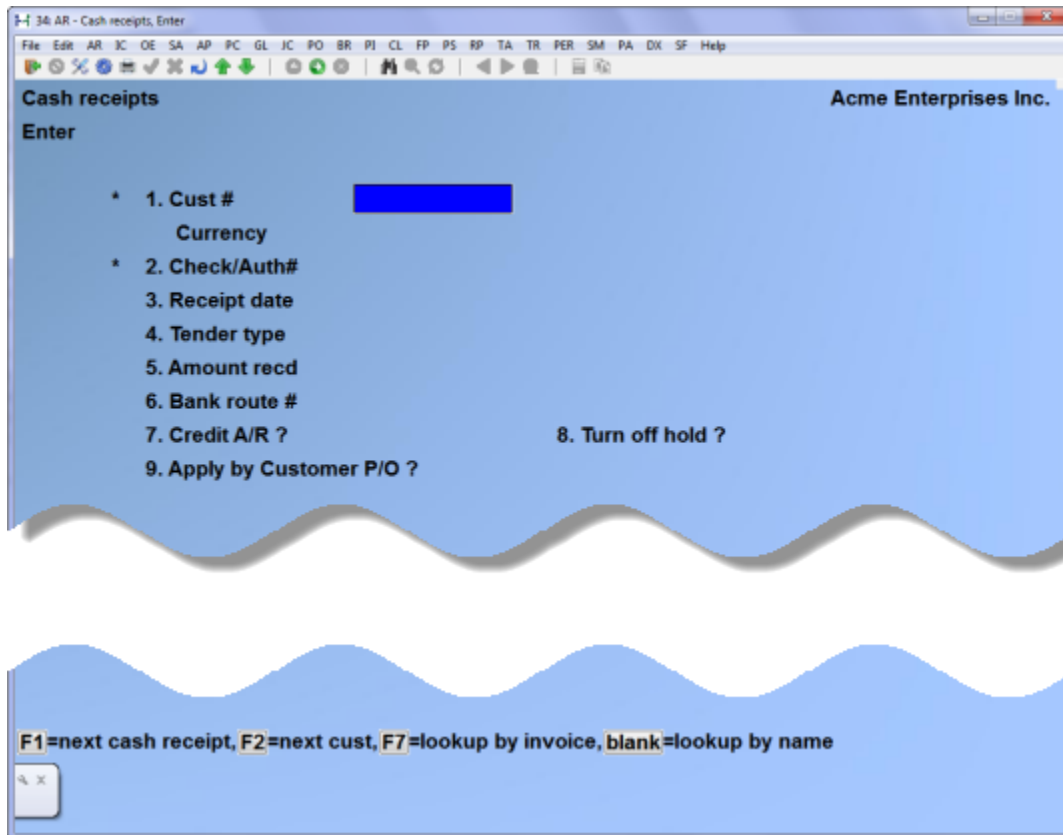 34: AR - Cash receipts, Enter
File Edit AR IC OE SA AP PC GL JC PO BR PI CL FP PS RP TA TR PER SM PA DX SF Help
Cash receipts Acme Enterprises Inc.
Enter
* 1. Cust #
Currency
* 2. Check/Auth#
3. Receipt date
4. Tender type
5. Amount recd
6. Bank route #
7. Credit A/R ? 8. Turn off hold ?
9. Apply by Customer P/O ?
F1=next cash receipt, F2=next cust, F7=lookup by invoice, blank=lookup by name